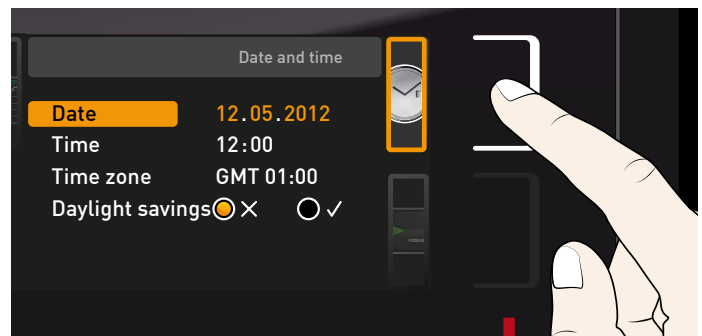 Date and time
Date 12.05.2012
Time 12:00
Time zone GMT 01:00
Daylight savings